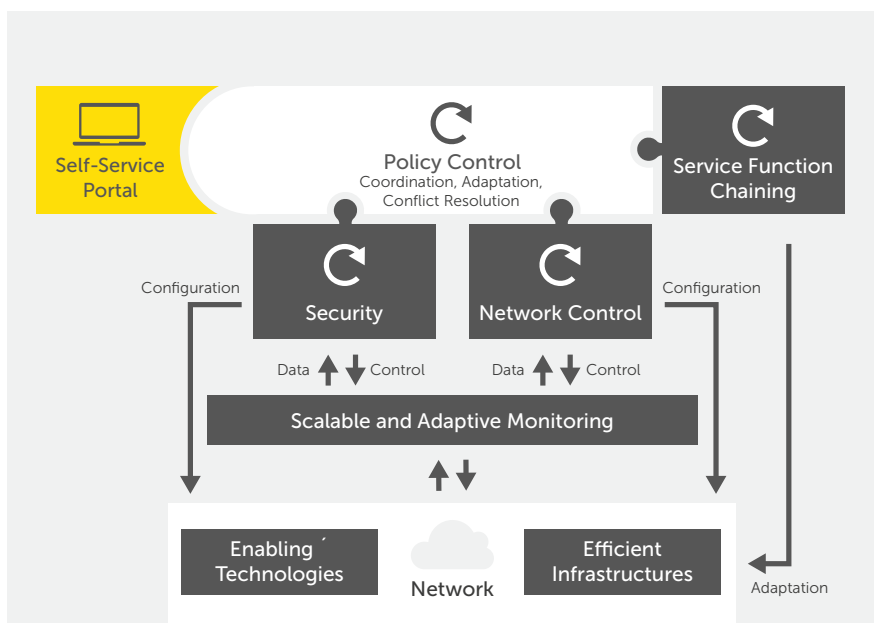 Self-Service
Portal
Policy Control
Coordination, Adaptation,
Conflict Resolution
Service Function
Chaining
Configuration
Security
Network Control
Configuration
Data
Control
Data
Control
Scalable and Adaptive Monitoring
Enabling ´
Technologies
Network
Efficient
Infrastructures
Adaptation